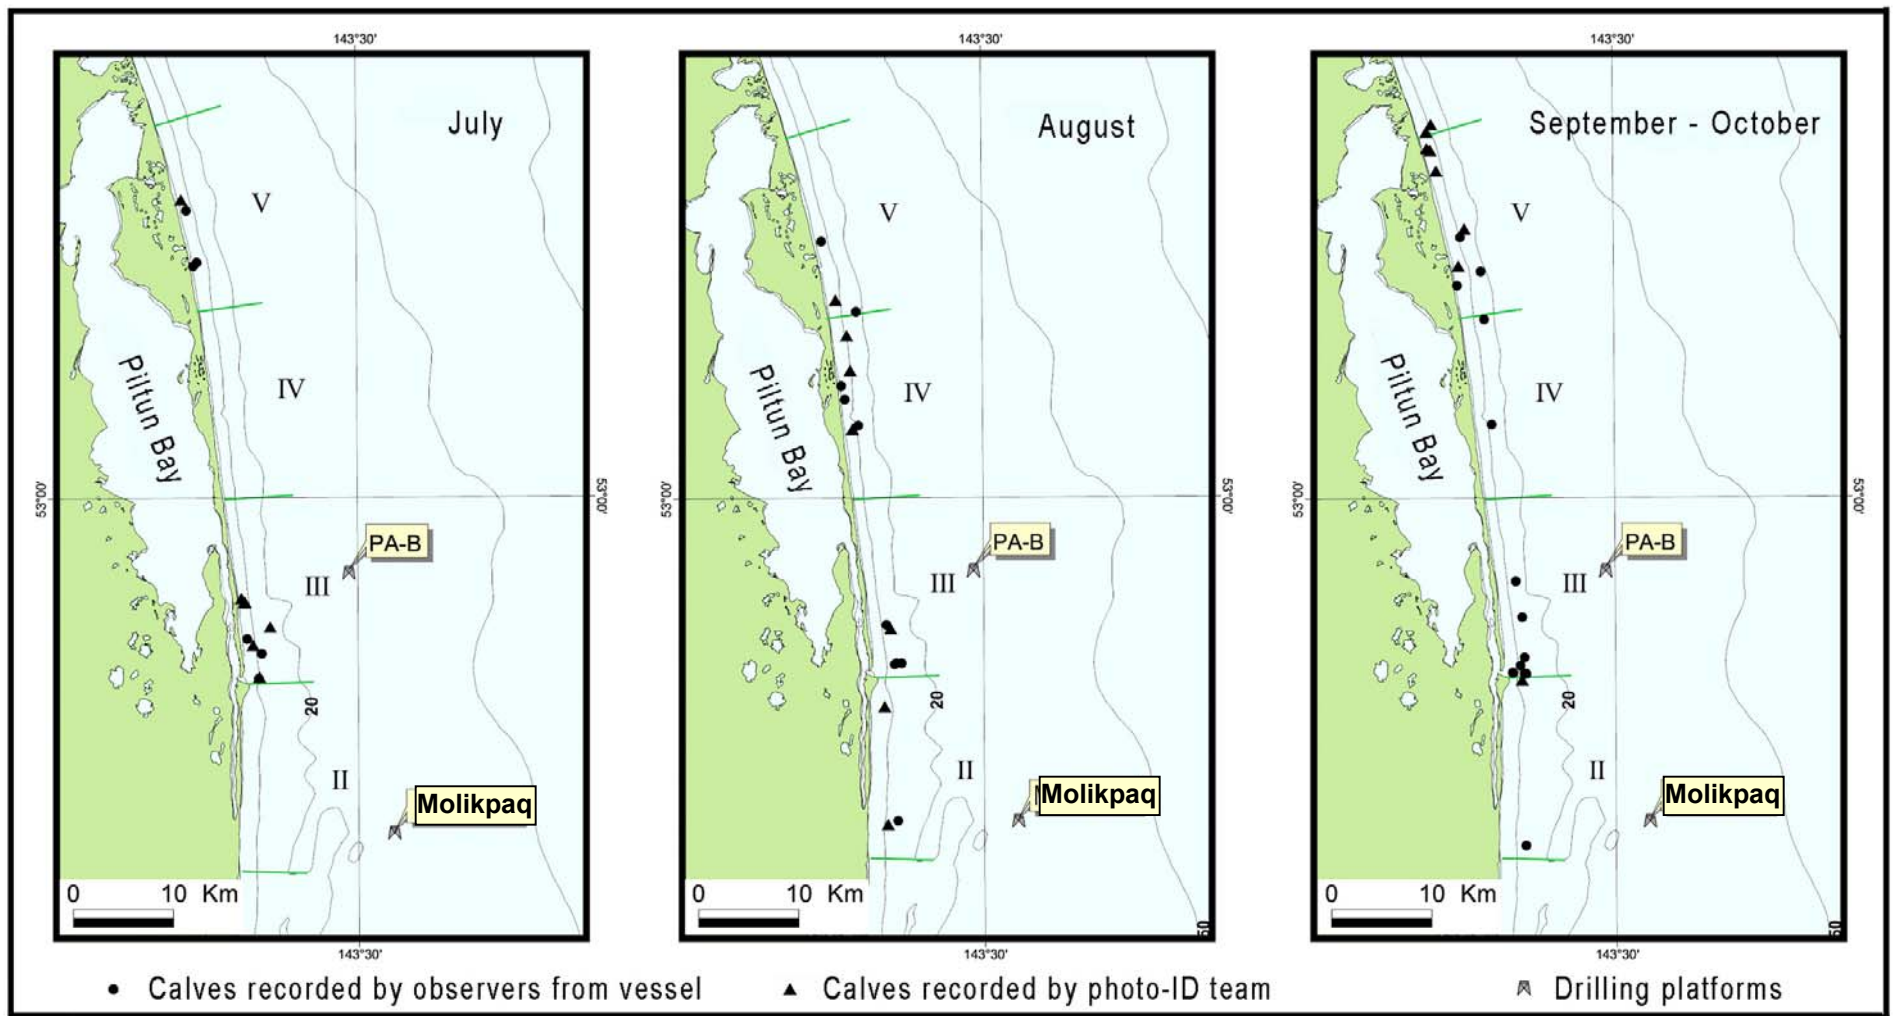 143°30'
143°30'
143°30'
July
August
September - October
V
V
V
Piltun Bay
IV
Piltun Bay
IV
Piltun Bay
IV
53°00'
53°00'
53°00'
53°00'
53°00'
53°00'
PA-B
PA-B
PA-B
III
III
III
20
20
20
II
II
II
Molikpaq
Molikpaq
Molikpaq
0 10 Km
0 10 Km
0 10 Km
50
143°30'
143°30'
143°30'
Calves recorded by observers from vessel
Calves recorded by photo-ID team
Drilling platforms